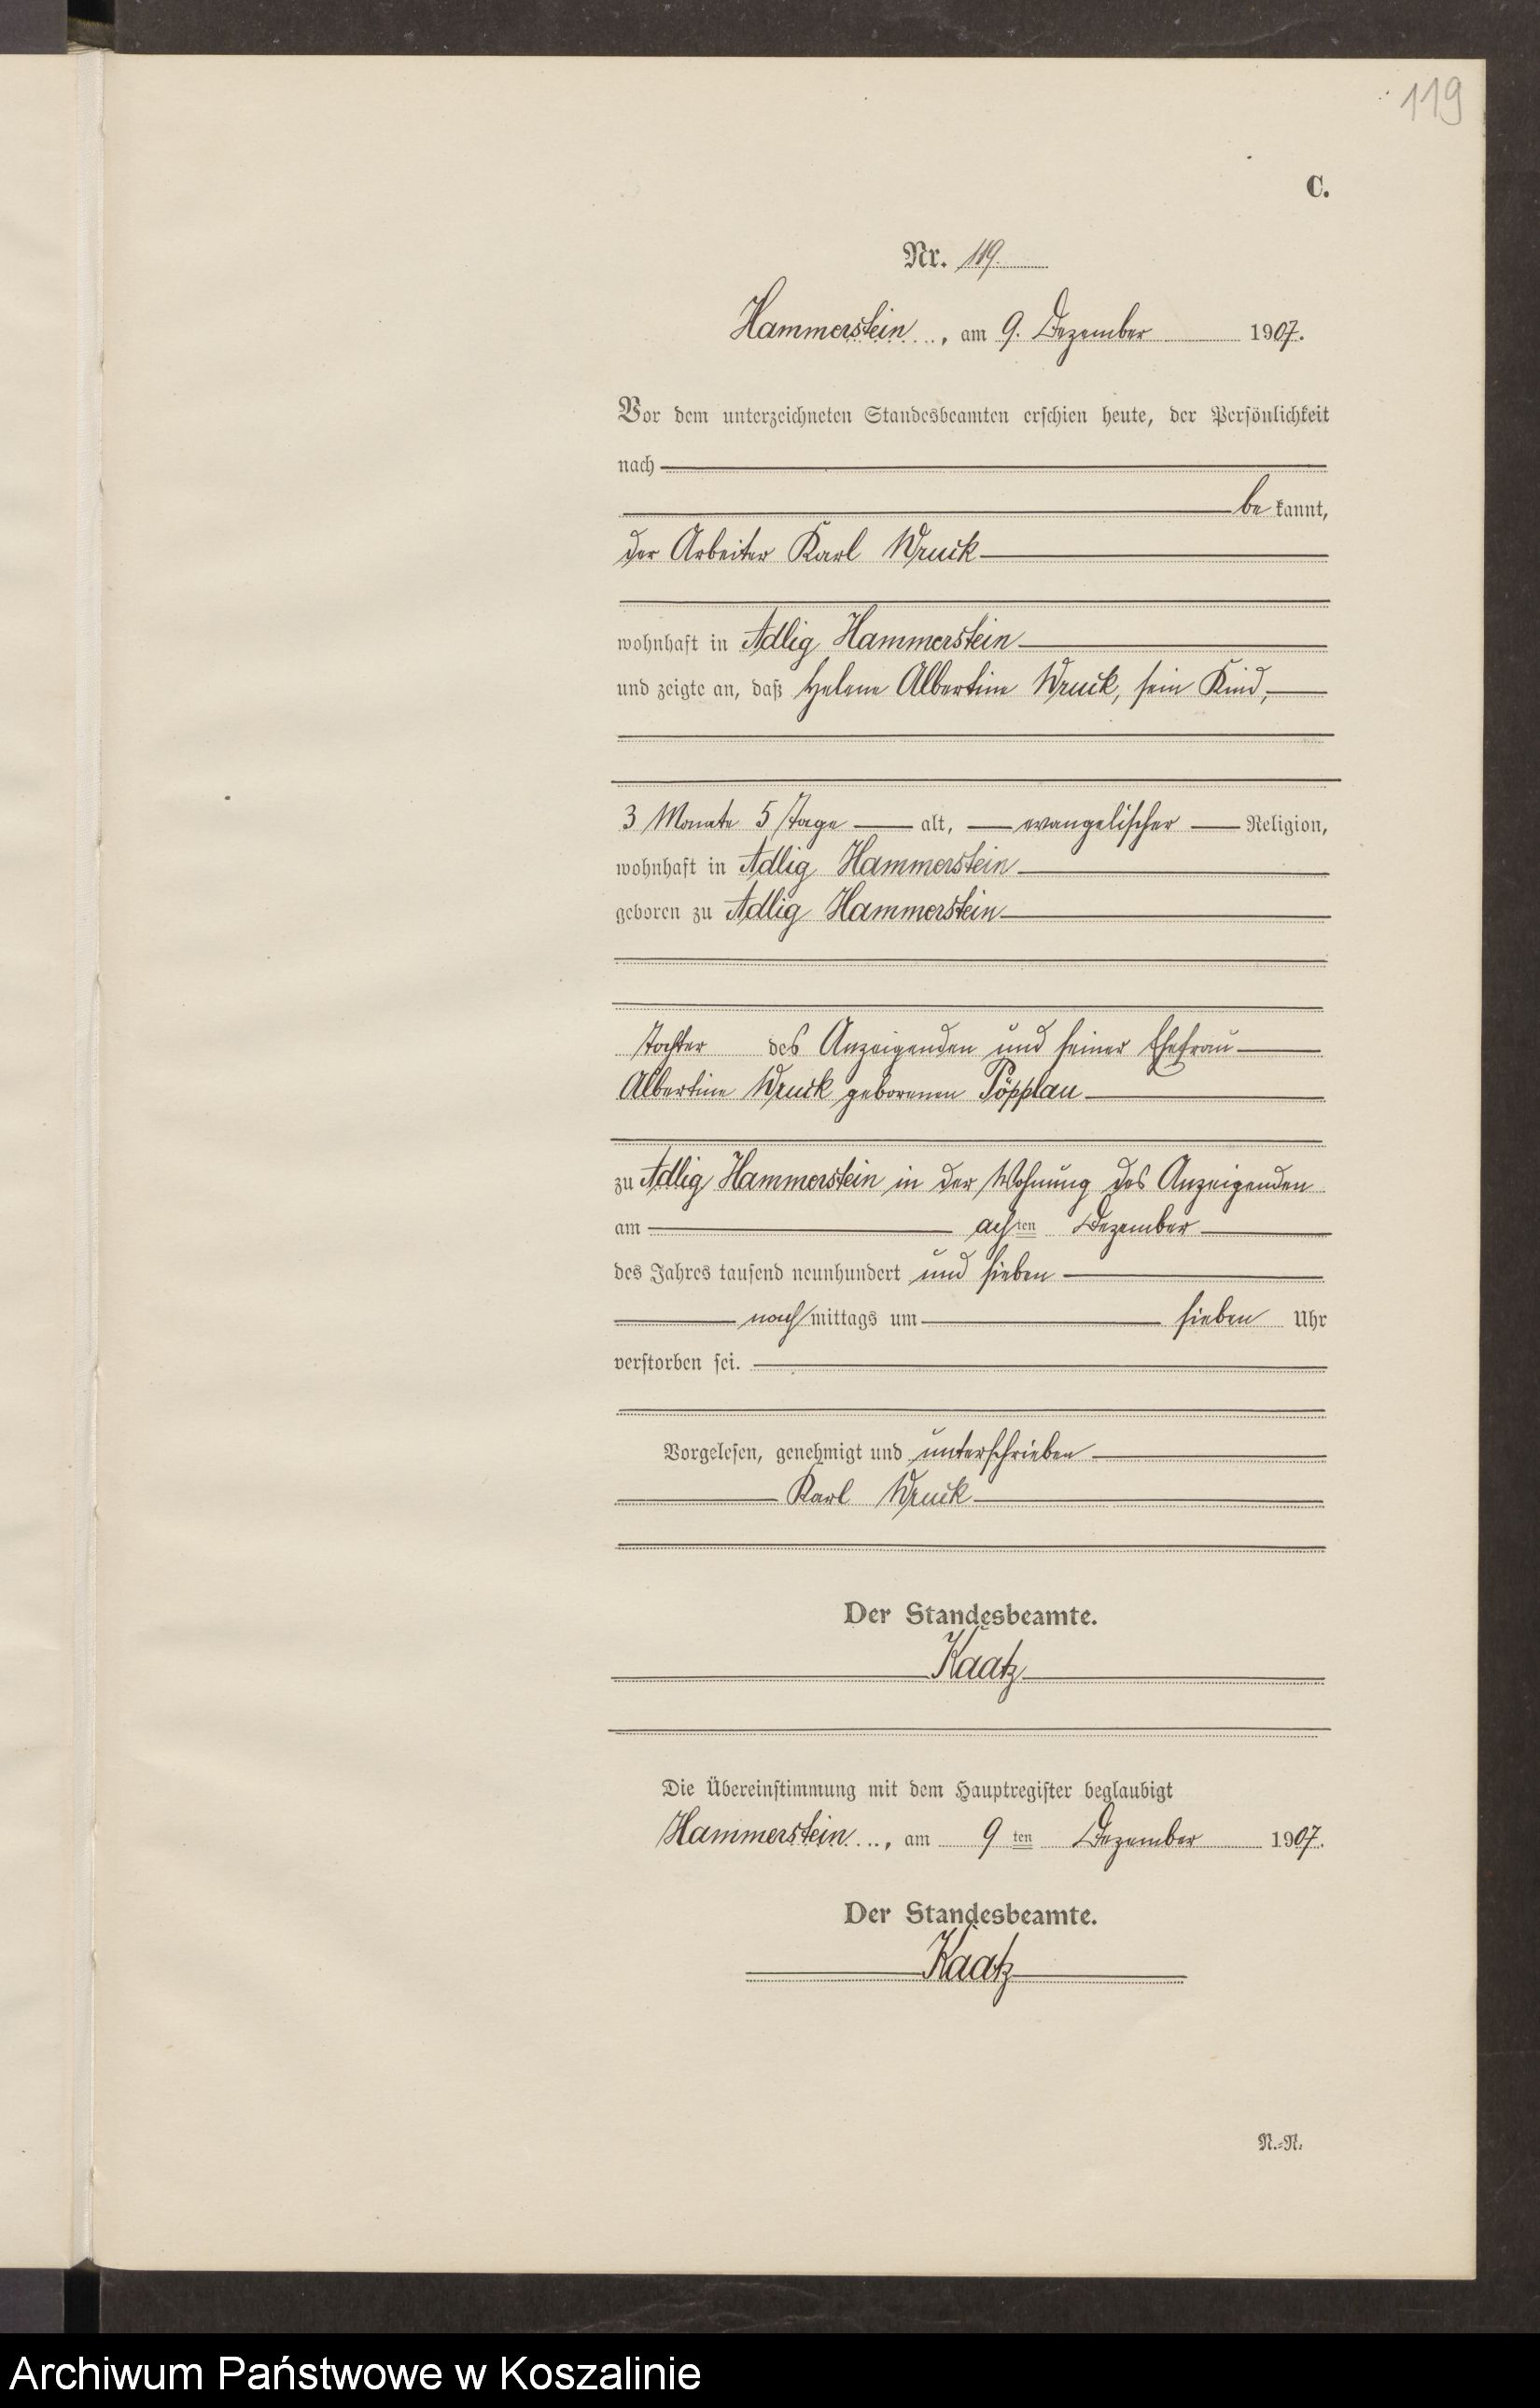 119
C.
Nr. 119.
Hammerstein, am 9. Dezember 1907.
Vor dem unterzeichneten Standesbeamten erschien heute, der Persönlichkeit
nach
be kannt,
der Arbeiter Karl Wruck
wohnhaft in Adlig Hammerstein
und zeigte an, daß Helene Albertine Wruck, sein Kind,
3 Monate 5 Tage alt, evangelischer Religion,
wohnhaft in Adlig Hammerstein
geboren zu Adlig Hammerstein
Tochter des Anzeigenden und seiner Ehefrau
Albertine Wruck geborenen Pöpplau
zu Adlig Hammerstein in der Wohnung des Anzeigenden
am achten Dezember
des Jahres tausend neunhundert und sieben
nach mittags um sieben Uhr
verstorben sei.
Vorgelesen, genehmigt und unterschrieben
Karl Wruck
Der Standesbeamte.
Kaatz
Die Übereinstimmung mit dem Hauptregister beglaubigt
Hammerstein, am 9ten Dezember 1907.
Der Standesbeamte.
Kaatz
N.-R.
Archiwum Państwowe w Koszalinie